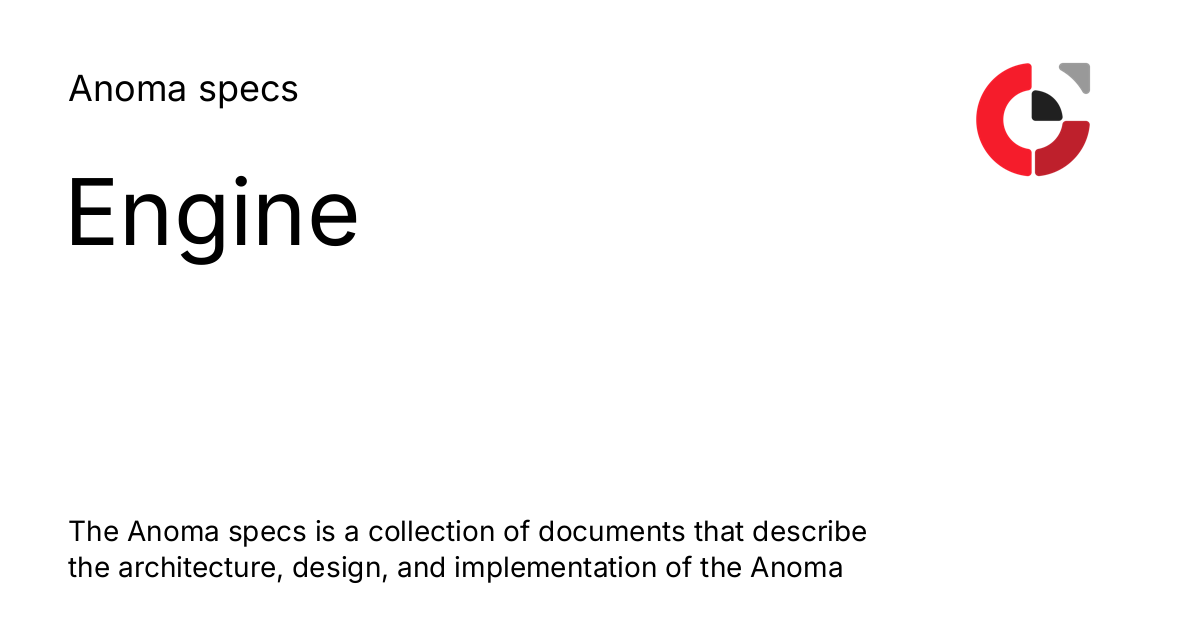 Anoma specs
Engine
The Anoma specs is a collection of documents that describe
the architecture, design, and implementation of the Anoma